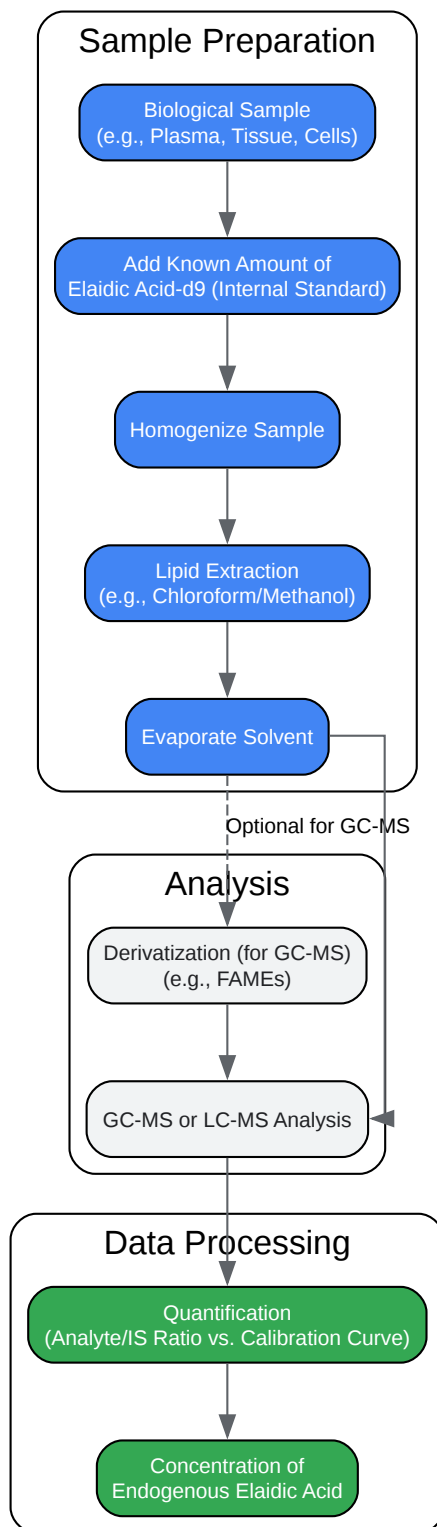 Sample Preparation
Biological Sample
(e.g., Plasma, Tissue, Cells)
Add Known Amount of
Elaidic Acid-d9 (Internal Standard)
Homogenize Sample
Lipid Extraction
(e.g., Chloroform/Methanol)
Evaporate Solvent
Optional for GC-MS
Analysis
Derivatization (for GC-MS)
(e.g., FAMEs)
GC-MS or LC-MS Analysis
Data Processing
Quantification
(Analyte/IS Ratio vs. Calibration Curve)
Concentration of
Endogenous Elaidic Acid